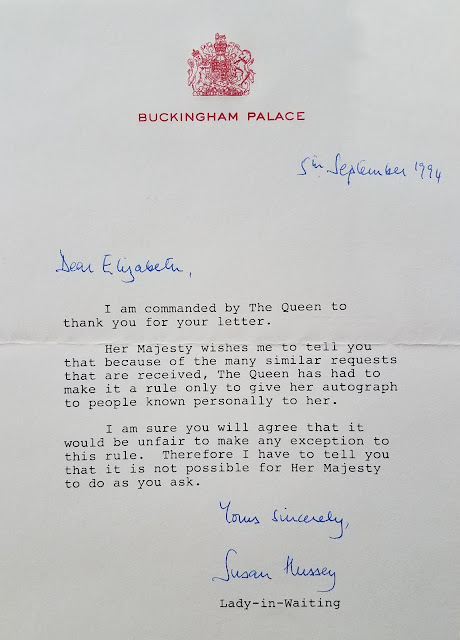 BUCKINGHAM PALACE
5th September 1994
Dear Elizabeth,
I am commanded by The Queen to
thank you for your letter.
Her Majesty wishes me to tell you
that because of the many similar requests
that are received, The Queen has had to
make it a rule only to give her autograph
to people known personally to her.
I am sure you will agree that it
would be unfair to make any exception to
this rule.  Therefore I have to tell you
that it is not possible for Her Majesty
to do as you ask.
Yours sincerely,
Susan Hussey
Lady-in-Waiting